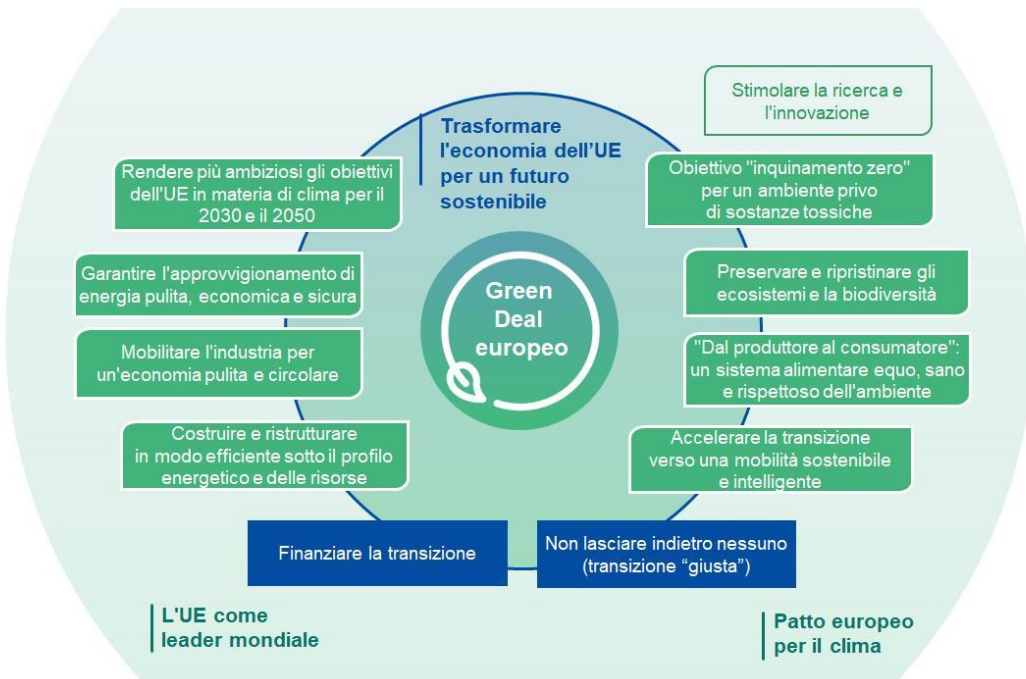 Stimolare la ricerca e
l'innovazione
Trasformare
l'economia dell'UE
per un futuro
sostenibile
Rendere più ambiziosi gli obiettivi
dell'UE in materia di clima per il
2030 e il 2050
Obiettivo "inquinamento zero"
per un ambiente privo
di sostanze tossiche
Garantire l'approvvigionamento di
energia pulita, economica e sicura
Green
Deal
europeo
Preservare e ripristinare gli
ecosistemi e la biodiversità
Mobilitare l'industria per
un'economia pulita e circolare
"Dal produttore al consumatore":
un sistema alimentare equo, sano
e rispettoso dell'ambiente
Costruire e ristrutturare
in modo efficiente sotto il profilo
energetico e delle risorse
Accelerare la transizione
verso una mobilità sostenibile
e intelligente
Finanziare la transizione
Non lasciare indietro nessuno
(transizione “giusta”)
L'UE come
leader mondiale
Patto europeo
per il clima